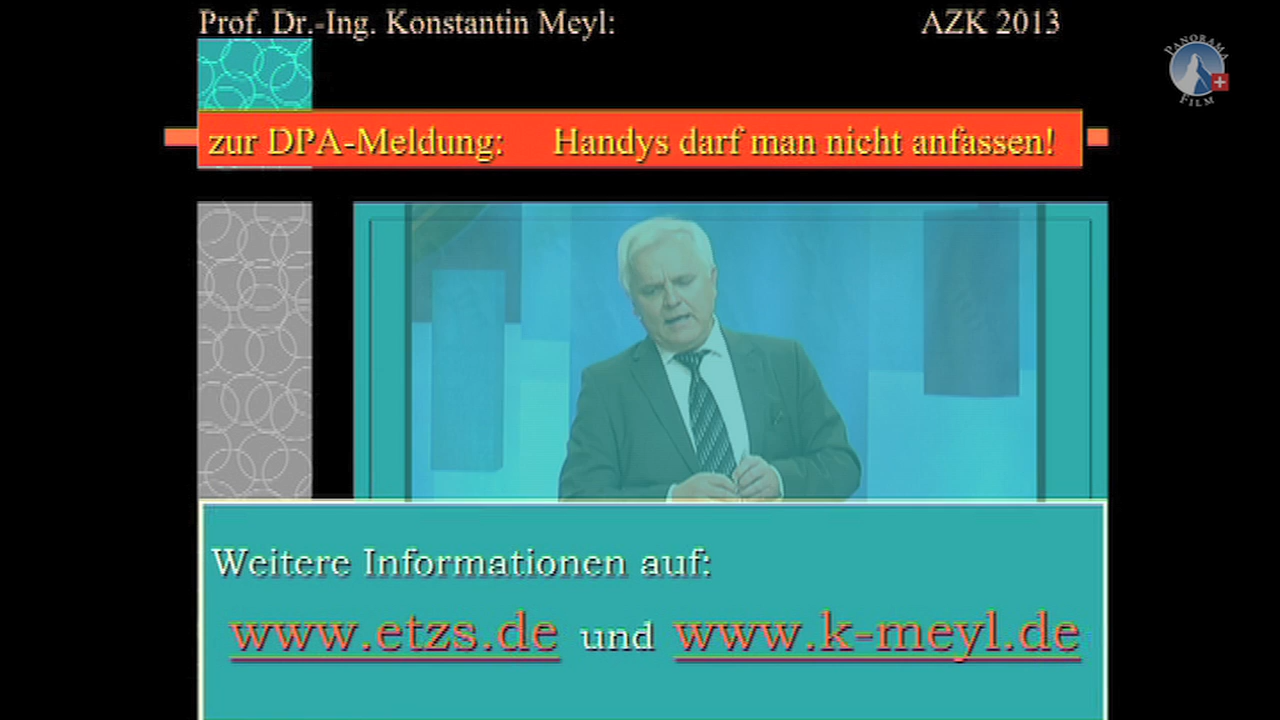 Prof. Dr.-Ing. Konstantin Meyl: AZK 2013
PANORAMA
FILM
zur DPA-Meldung: Handys darf man nicht anfassen!
Weitere Informationen auf:
www.etzs.de und www.k-meyl.de